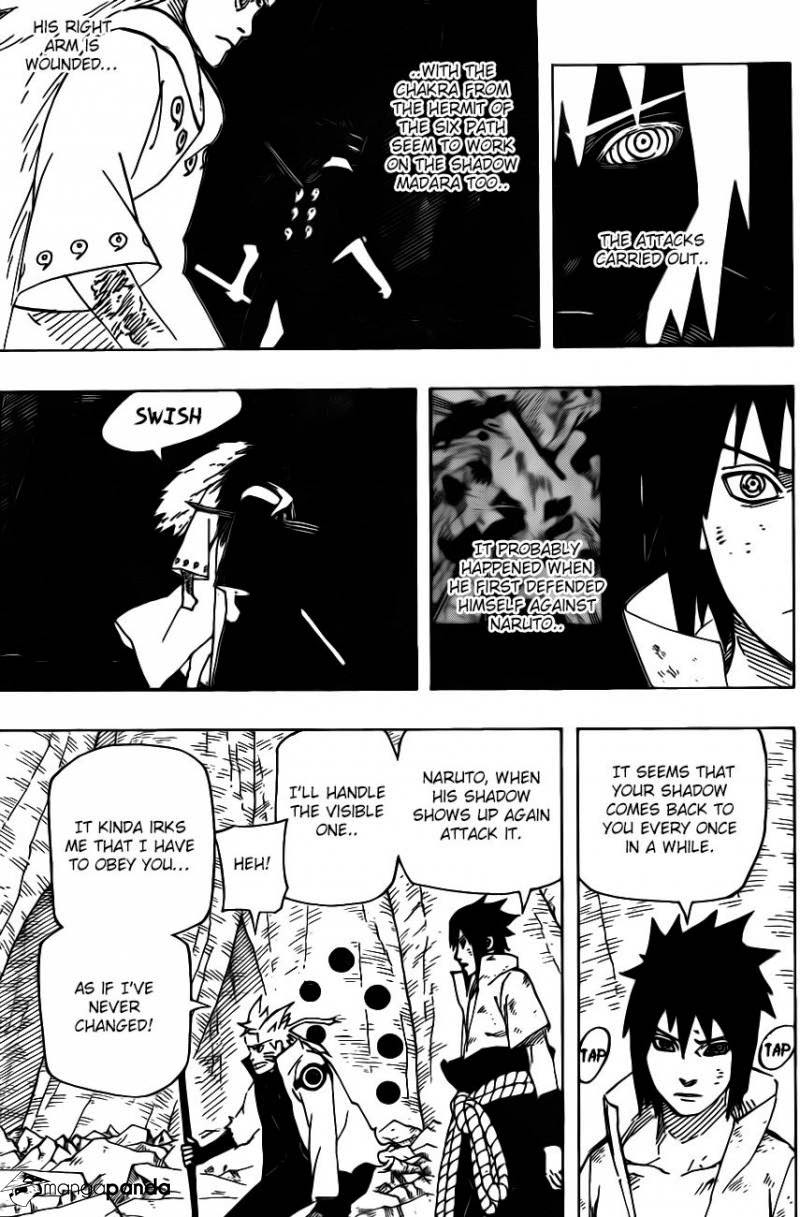 THE ATTACKS
CARRIED OUT..
..WITH THE
CHAKRA FROM
THE HERMIT OF
THE SIX PATH
SEEM TO WORK
ON THE SHADOW
MADARA TOO..
HIS RIGHT
ARM IS
WOUNDED...
IT PROBABLY
HAPPENED WHEN
HE FIRST DEFENDED
HIMSELF AGAINST
NARUTO..
SWISH
IT SEEMS THAT
YOUR SHADOW
COMES BACK TO
YOU EVERY ONCE
IN A WHILE.
TAP
TAP
NARUTO, WHEN
HIS SHADOW
SHOWS UP AGAIN
ATTACK IT.
I'LL HANDLE
THE VISIBLE
ONE..
HEH!
IT KINDA IRKS
ME THAT I HAVE
TO OBEY YOU...
AS IF I'VE
NEVER
CHANGED!
mangapanda